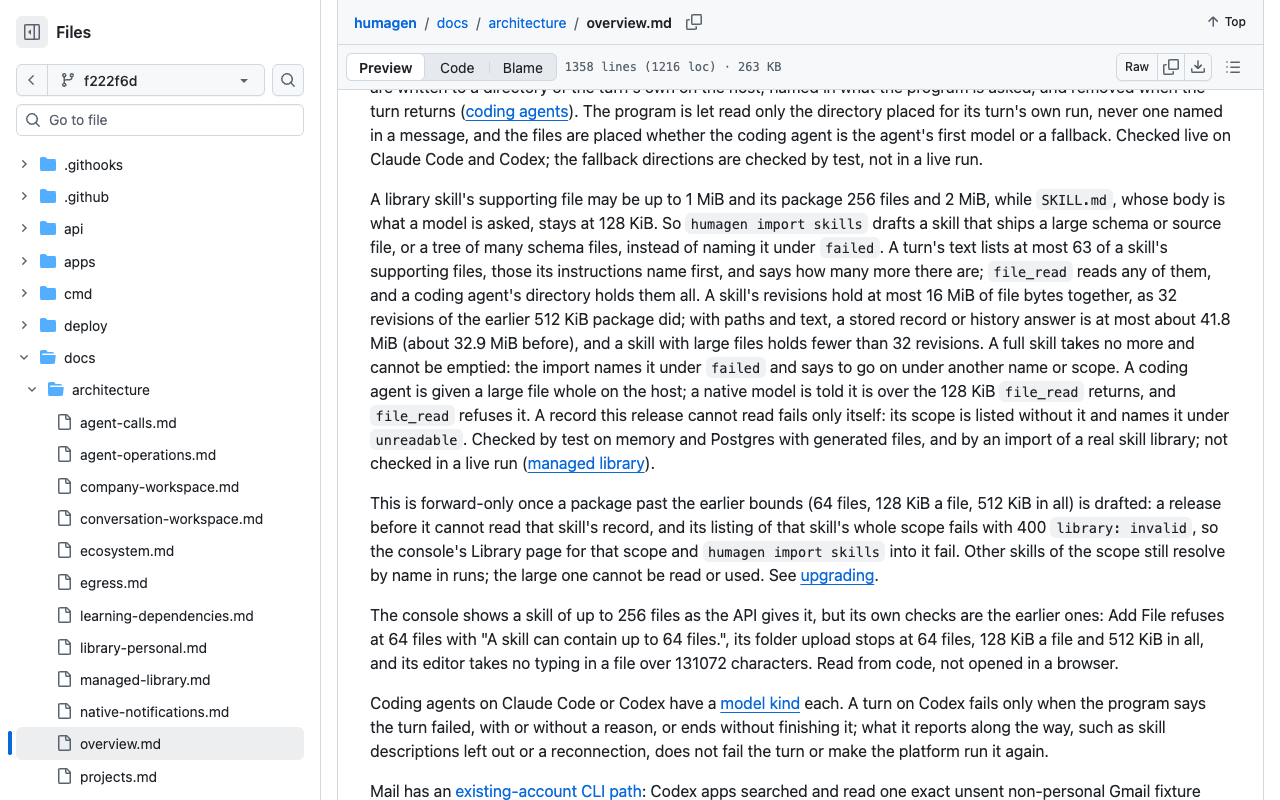 Files
humagen / docs / architecture / overview.md
Top
f222f6d
Preview Code Blame 1358 lines (1216 loc) · 263 KB Raw
Go to file
.githooks
.github
api
apps
cmd
deploy
docs
architecture
agent-calls.md
agent-operations.md
company-workspace.md
conversation-workspace.md
ecosystem.md
egress.md
learning-dependencies.md
library-personal.md
managed-library.md
native-notifications.md
overview.md
projects.md
are written to a directory of the turn's own on the host, named in what the program is asked, and removed when the
turn returns (coding agents). The program is let read only the directory placed for its turn's own run, never one named
in a message, and the files are placed whether the coding agent is the agent's first model or a fallback. Checked live on
Claude Code and Codex; the fallback directions are checked by test, not in a live run.
A library skill's supporting file may be up to 1 MiB and its package 256 files and 2 MiB, while SKILL.md, whose body is
what a model is asked, stays at 128 KiB. So humagen import skills drafts a skill that ships a large schema or source
file, or a tree of many schema files, instead of naming it under failed. A turn's text lists at most 63 of a skill's
supporting files, those its instructions name first, and says how many more there are; file_read reads any of them,
and a coding agent's directory holds them all. A skill's revisions hold at most 16 MiB of file bytes together, as 32
revisions of the earlier 512 KiB package did; with paths and text, a stored record or history answer is at most about 41.8
MiB (about 32.9 MiB before), and a skill with large files holds fewer than 32 revisions. A full skill takes no more and
cannot be emptied: the import names it under failed and says to go on under another name or scope. A coding
agent is given a large file whole on the host; a native model is told it is over the 128 KiB file_read returns, and
file_read refuses it. A record this release cannot read fails only itself: its scope is listed without it and names it under
unreadable. Checked by test on memory and Postgres with generated files, and by an import of a real skill library; not
checked in a live run (managed library).
This is forward-only once a package past the earlier bounds (64 files, 128 KiB a file, 512 KiB in all) is drafted: a release
before it cannot read that skill's record, and its listing of that skill's whole scope fails with 400 library: invalid, so
the console's Library page for that scope and humagen import skills into it fail. Other skills of the scope still resolve
by name in runs; the large one cannot be read or used. See upgrading.
The console shows a skill of up to 256 files as the API gives it, but its own checks are the earlier ones: Add File refuses
at 64 files with "A skill can contain up to 64 files.", its folder upload stops at 64 files, 128 KiB a file and 512 KiB in all,
and its editor takes no typing in a file over 131072 characters. Read from code, not opened in a browser.
Coding agents on Claude Code or Codex have a model kind each. A turn on Codex fails only when the program says
the turn failed, with or without a reason, or ends without finishing it; what it reports along the way, such as skill
descriptions left out or a reconnection, does not fail the turn or make the platform run it again.
Mail has an existing-account CLI path: Codex apps searched and read one exact unsent non-personal Gmail fixture